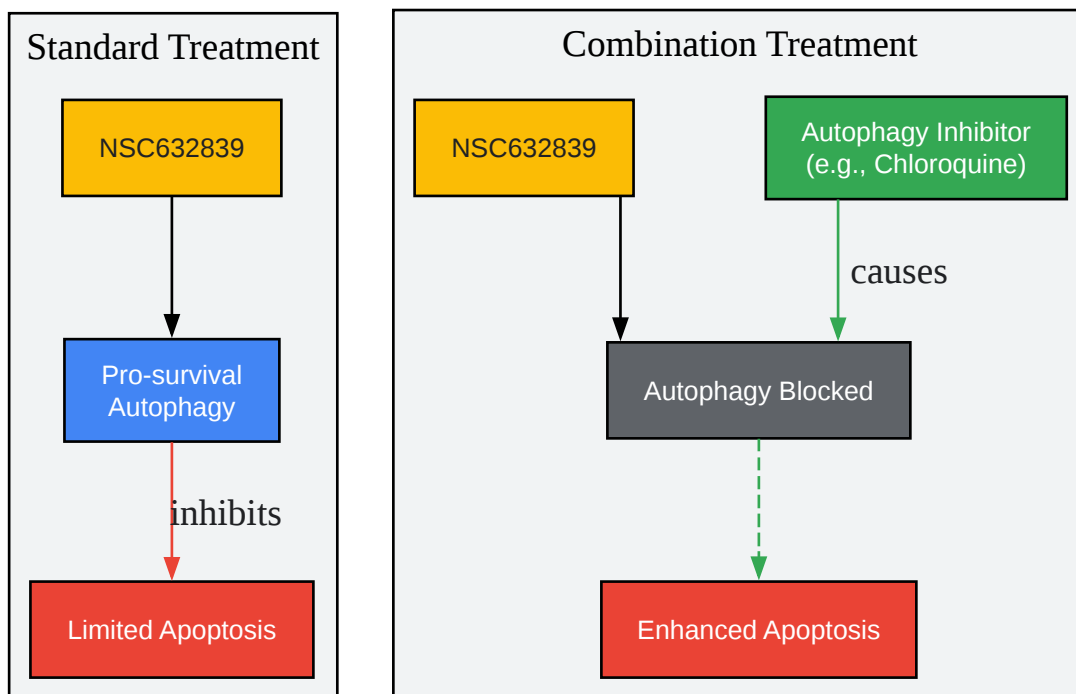 Standard Treatment
NSC632839
Pro-survival
Autophagy
inhibits
Limited Apoptosis
Combination Treatment
NSC632839
Autophagy Inhibitor
(e.g., Chloroquine)
causes
Autophagy Blocked
Enhanced Apoptosis